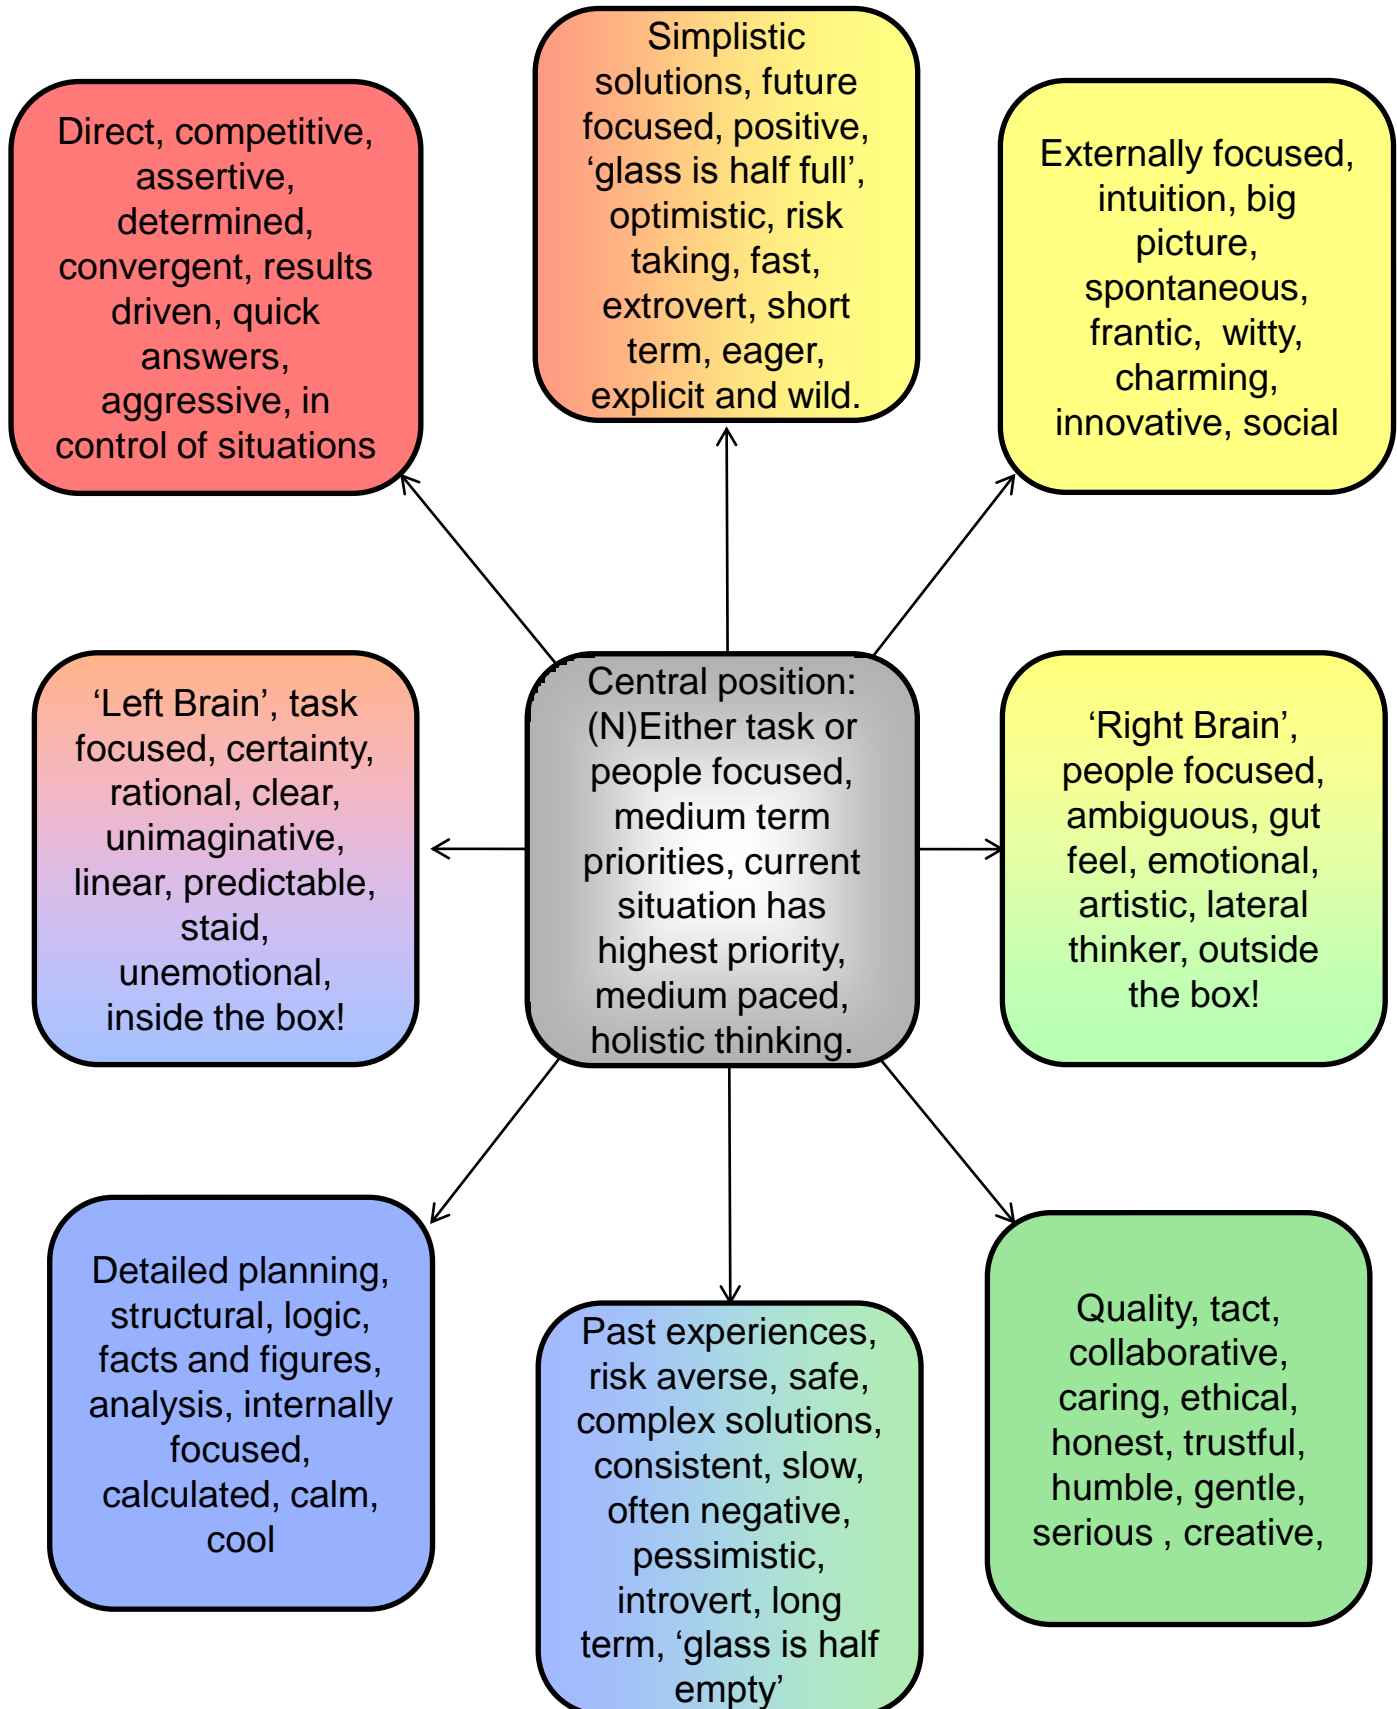 Direct, competitive,
assertive,
determined,
convergent, results
driven, quick
answers,
aggressive, in
control of situations
Simplistic
solutions, future
focused, positive,
‘glass is half full’,
optimistic, risk
taking, fast,
extrovert, short
term, eager,
explicit and wild.
Externally focused,
intuition, big
picture,
spontaneous,
frantic,  witty,
charming,
innovative, social
‘Left Brain’, task
focused, certainty,
rational, clear,
unimaginative,
linear, predictable,
staid,
unemotional,
inside the box!
Central position:
(N)Either task or
people focused,
medium term
priorities, current
situation has
highest priority,
medium paced,
holistic thinking.
‘Right Brain’,
people focused,
ambiguous, gut
feel, emotional,
artistic, lateral
thinker, outside
the box!
Detailed planning,
structural, logic,
facts and figures,
analysis, internally
focused,
calculated, calm,
cool
Past experiences,
risk averse, safe,
complex solutions,
consistent, slow,
often negative,
pessimistic,
introvert, long
term, ‘glass is half
empty’
Quality, tact,
collaborative,
caring, ethical,
honest, trustful,
humble, gentle,
serious , creative,